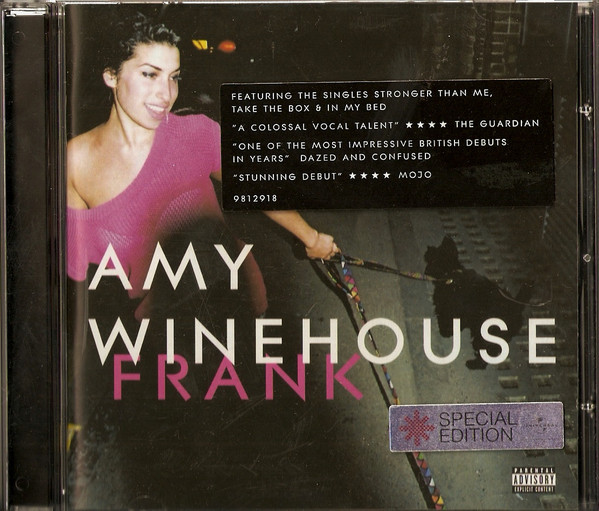 FEATURING THE SINGLES STRONGER THAN ME,
TAKE THE BOX & IN MY BED
"A COLOSSAL VOCAL TALENT" ★★★★ THE GUARDIAN
"ONE OF THE MOST IMPRESSIVE BRITISH DEBUTS
IN YEARS" DAZED AND CONFUSED
"STUNNING DEBUT" ★★★★ MOJO
9812918
AMY
WINEHOUSE
FRANK
SPECIAL
EDITION
UNIVERSAL
PARENTAL
ADVISORY
EXPLICIT CONTENT